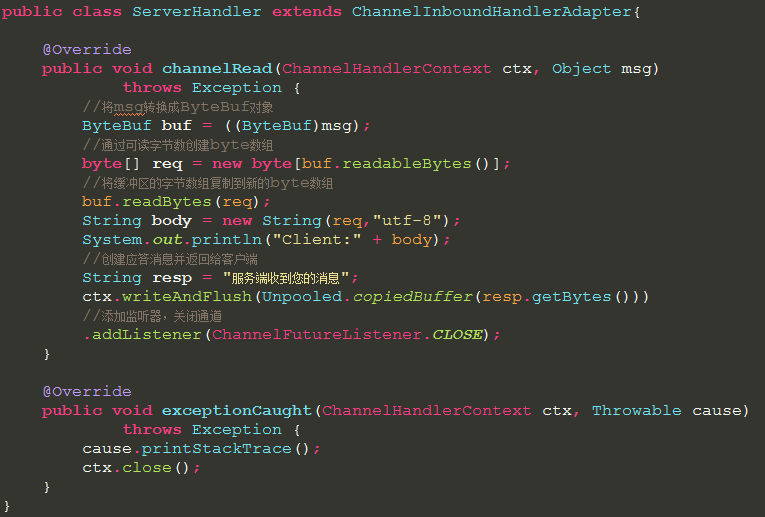 public class ServerHandler extends ChannelInboundHandlerAdapter{
@Override
public void channelRead(ChannelHandlerContext ctx, Object msg)
throws Exception {
//将msg转换成ByteBuf对象
ByteBuf buf = ((ByteBuf)msg);
//通过可读字节数创建byte数组
byte[] req = new byte[buf.readableBytes()];
//将缓冲区的字节数组复制到新的byte数组
buf.readBytes(req);
String body = new String(req,"utf-8");
System.out.println("Client:" + body);
//创建应答消息并返回给客户端
String resp = "服务端收到您的消息";
ctx.writeAndFlush(Unpooled.copiedBuffer(resp.getBytes()))
//添加监听器，关闭通道
.addListener(ChannelFutureListener.CLOSE);
}
@Override
public void exceptionCaught(ChannelHandlerContext ctx, Throwable cause)
throws Exception {
cause.printStackTrace();
ctx.close();
}
}